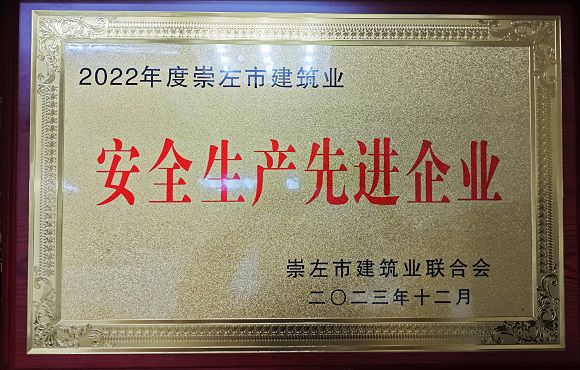 2022年度崇左市建筑业
安全生产先进企业
崇左市建筑业联合会
二〇二三年十二月